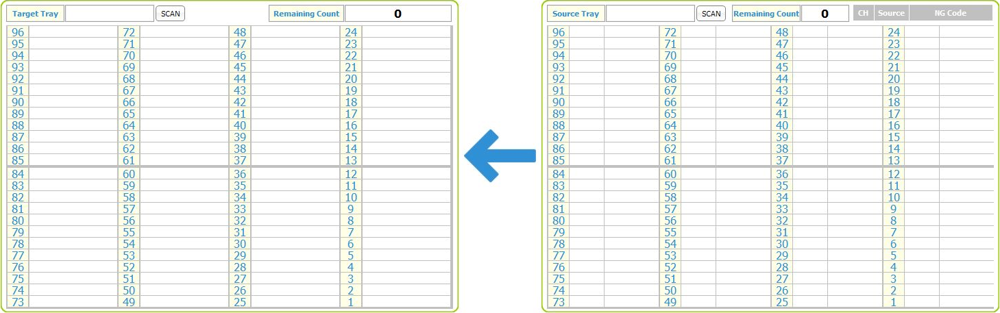 Target Tray SCAN Remaining Count 0
96 72 48 24
95 71 47 23
94 70 46 22
93 69 45 21
92 68 44 20
91 67 43 19
90 66 42 18
89 65 41 17
88 64 40 16
87 63 39 15
86 62 38 14
85 61 37 13
84 60 36 12
83 59 35 11
82 58 34 10
81 57 33 9
80 56 32 8
79 55 31 7
78 54 30 6
77 53 29 5
76 52 28 4
75 51 27 3
74 50 26 2
73 49 25 1
Source Tray SCAN Remaining Count 0 CH Source NG Code
96 72 48 24
95 71 47 23
94 70 46 22
93 69 45 21
92 68 44 20
91 67 43 19
90 66 42 18
89 65 41 17
88 64 40 16
87 63 39 15
86 62 38 14
85 61 37 13
84 60 36 12
83 59 35 11
82 58 34 10
81 57 33 9
80 56 32 8
79 55 31 7
78 54 30 6
77 53 29 5
76 52 28 4
75 51 27 3
74 50 26 2
73 49 25 1